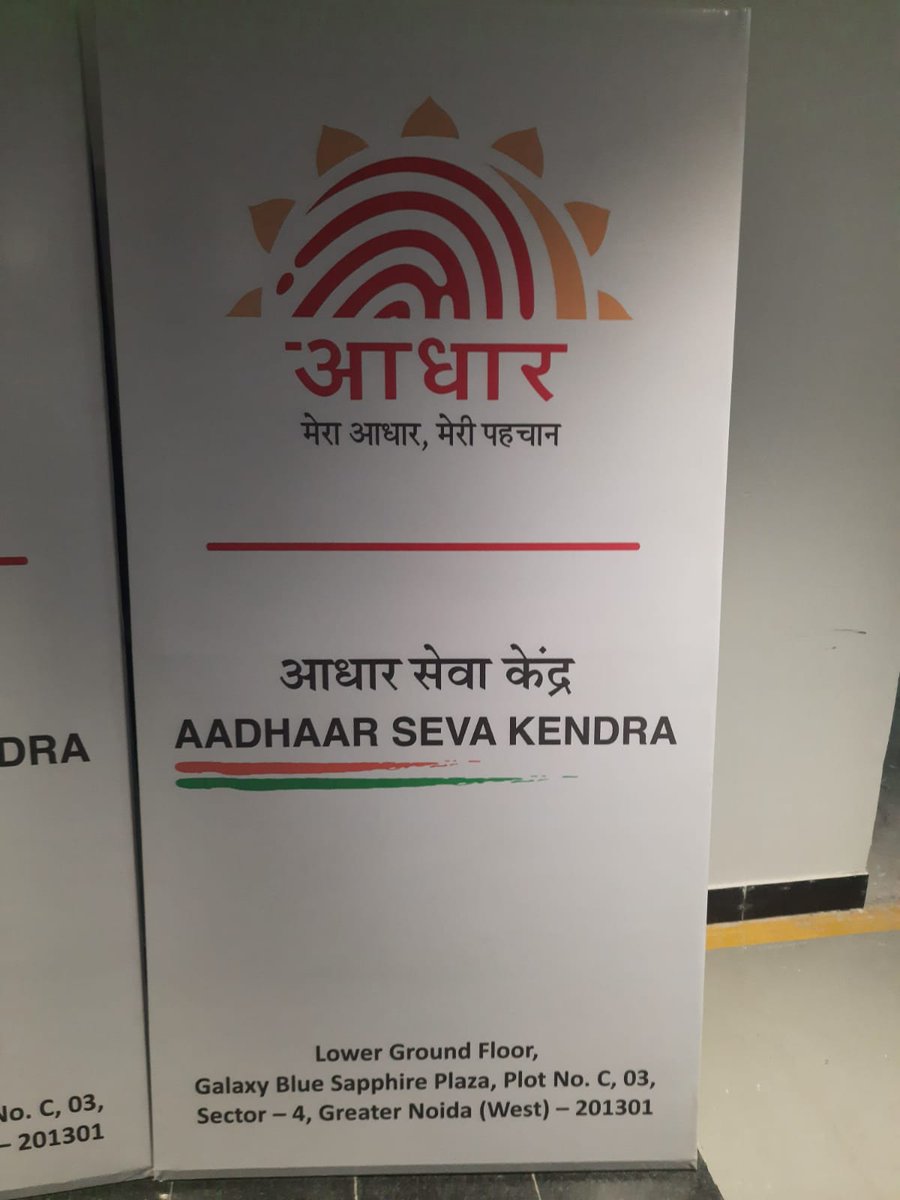 आधार
मेरा आधार, मेरी पहचान
आधार सेवा केंद्र
AADHAAR SEVA KENDRA
Lower Ground Floor,
Galaxy Blue Sapphire Plaza, Plot No. C, 03,
Sector – 4, Greater Noida (West) – 201301
DRA
No. C, 03,
– 201301